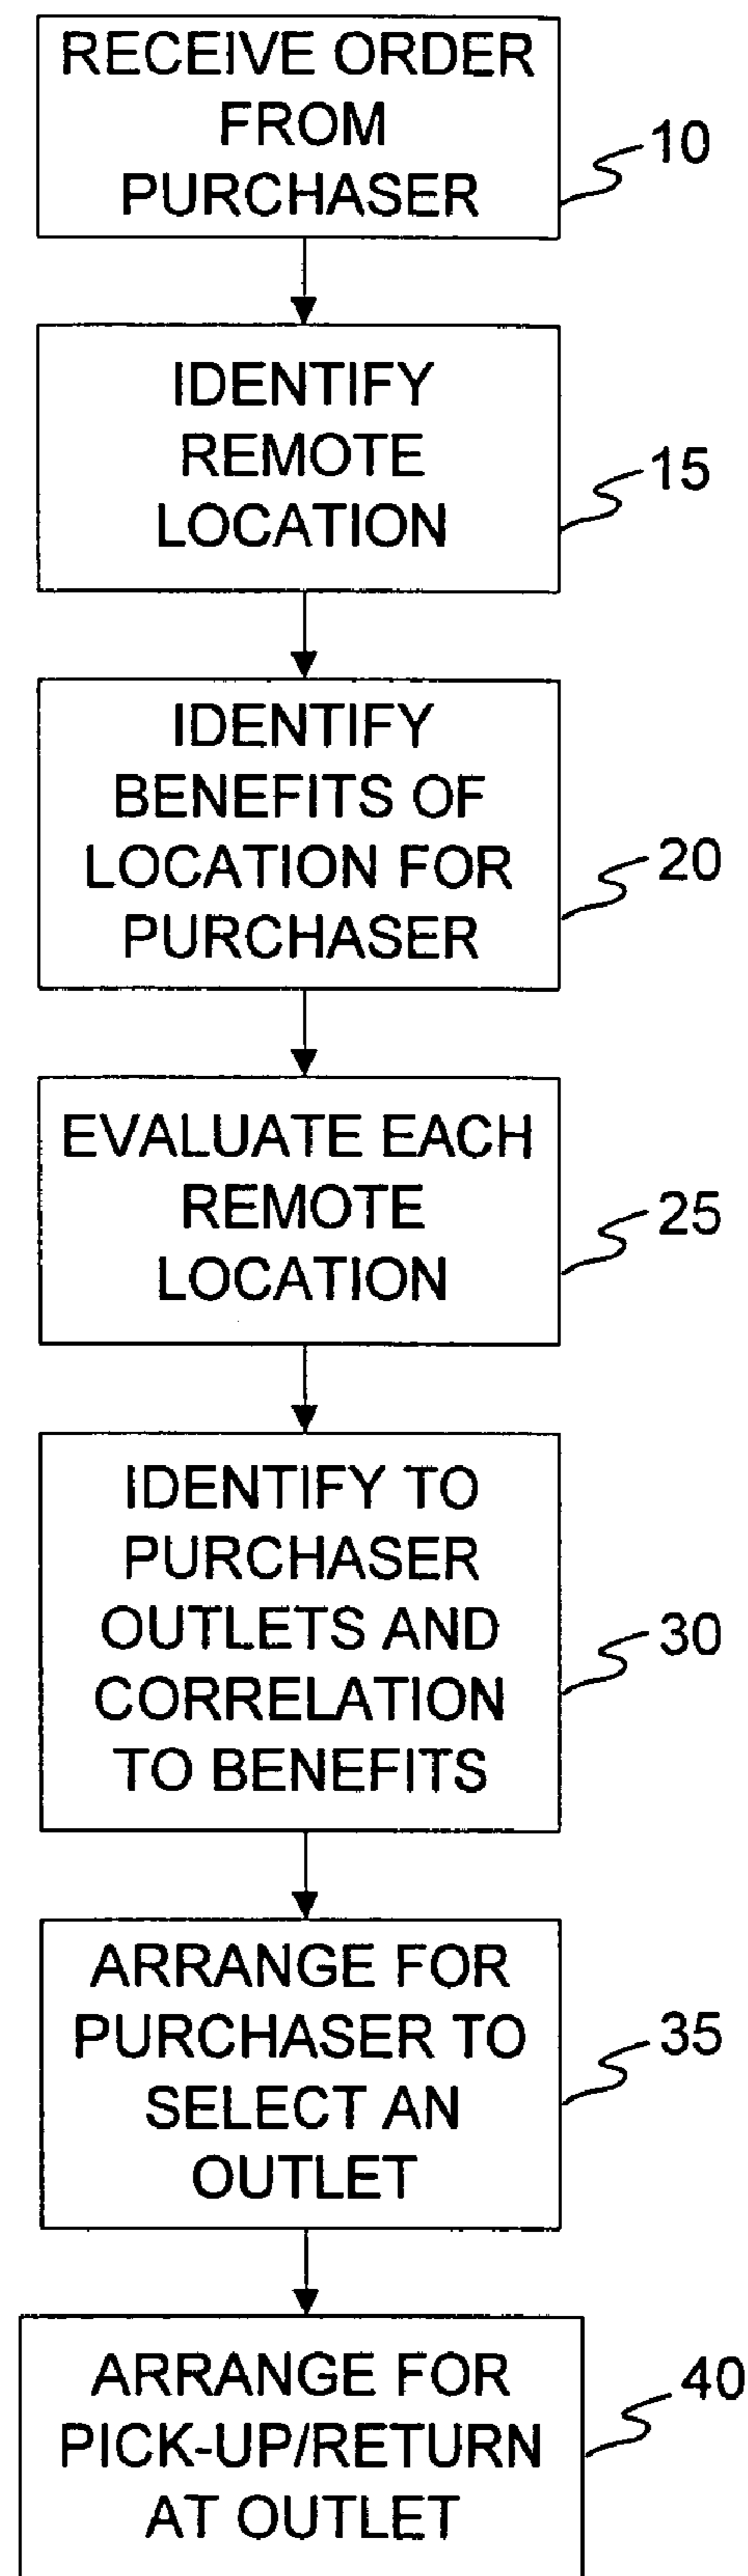 RECEIVE ORDER
FROM
PURCHASER
10
IDENTIFY
REMOTE
LOCATION
15
IDENTIFY
BENEFITS OF
LOCATION FOR
PURCHASER
20
EVALUATE EACH
REMOTE
LOCATION
25
IDENTIFY TO
PURCHASER
OUTLETS AND
CORRELATION
TO BENEFITS
30
ARRANGE FOR
PURCHASER TO
SELECT AN
OUTLET
35
ARRANGE FOR
PICK-UP/RETURN
AT OUTLET
40